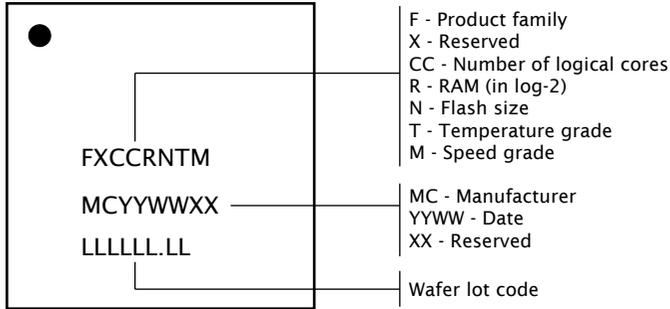 FXCCRNTM
MCYYWWXX
LLLLLL.LL
F - Product family
X - Reserved
CC - Number of logical cores
R - RAM (in log-2)
N - Flash size
T - Temperature grade
M - Speed grade
MC - Manufacturer
YYWW - Date
XX - Reserved
Wafer lot code